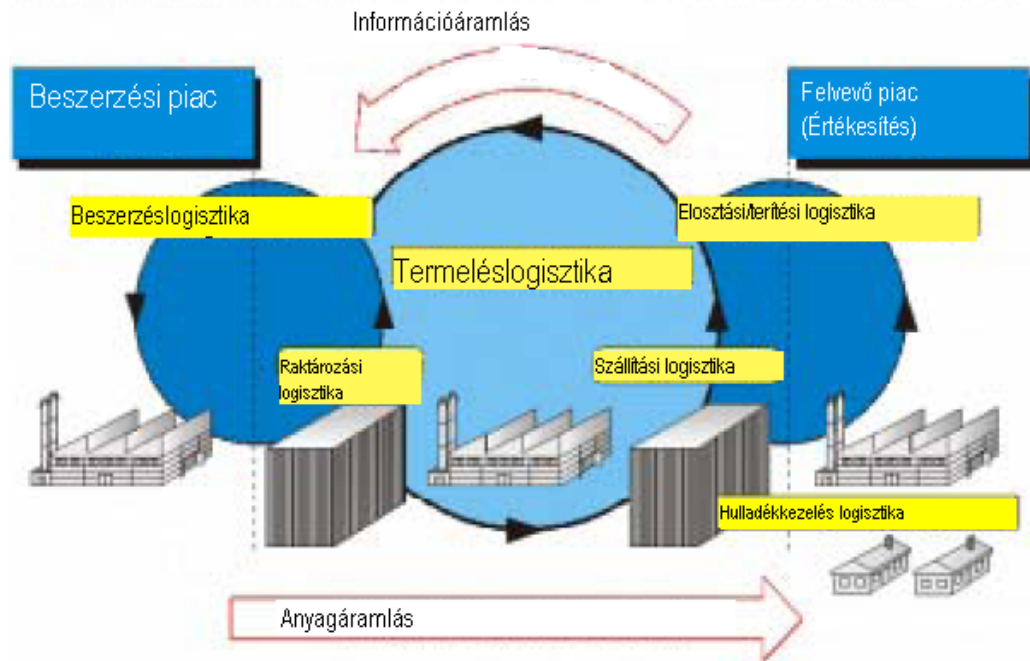 Információáramlás
Beszerzési piac
Felvevő piac
(Értékesítés)
Beszerzéslogisztika
Elosztási/terítési logisztika
Termeléslogisztika
Raktározási
logisztika
Szállítási logisztika
Hulladékkezelés logisztika
Anyagáramlás